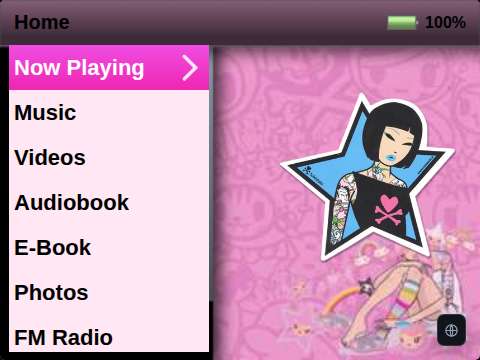 Home
100%
Now Playing
Music
Videos
Audiobook
E-Book
Photos
FM Radio